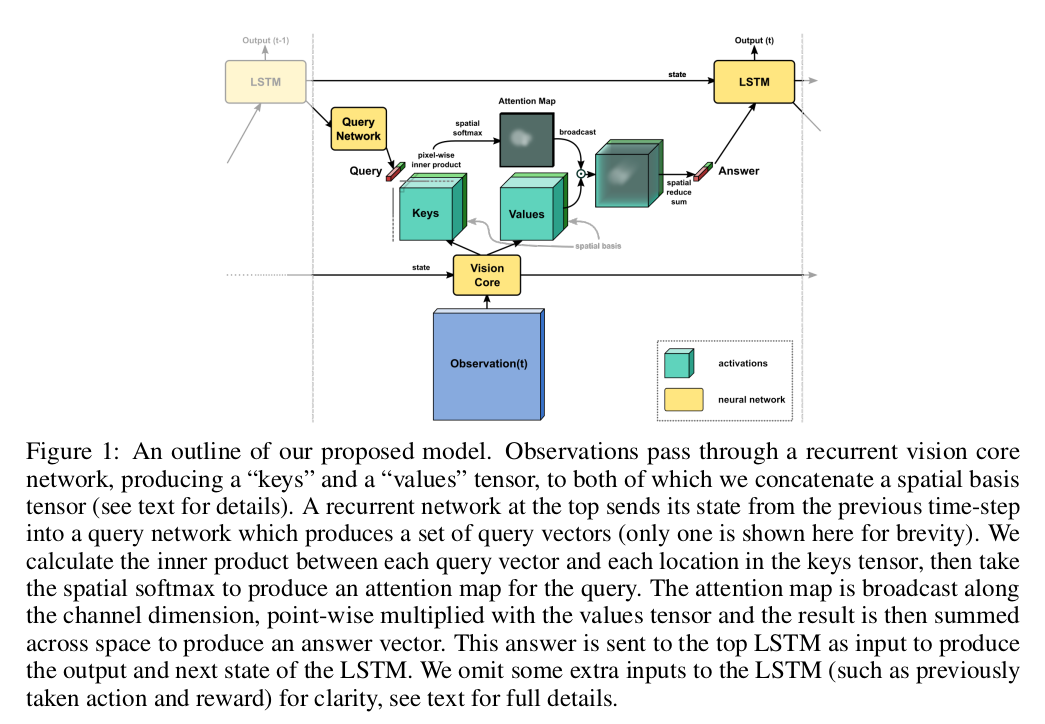 Output (t-1)
Output (t)
LSTM
state
LSTM
Attention Map
Query
Network
spatial
softmax
broadcast
pixel-wise
inner product
Query
Answer
spatial
reduce
sum
Keys
Values
spatial basis
state
Vision
Core
Observation(t)
activations
neural network
Figure 1: An outline of our proposed model. Observations pass through a recurrent vision core
network, producing a “keys” and a “values” tensor, to both of which we concatenate a spatial basis
tensor (see text for details). A recurrent network at the top sends its state from the previous time-step
into a query network which produces a set of query vectors (only one is shown here for brevity). We
calculate the inner product between each query vector and each location in the keys tensor, then take
the spatial softmax to produce an attention map for the query. The attention map is broadcast along
the channel dimension, point-wise multiplied with the values tensor and the result is then summed
across space to produce an answer vector. This answer is sent to the top LSTM as input to produce
the output and next state of the LSTM. We omit some extra inputs to the LSTM (such as previously
taken action and reward) for clarity, see text for full details.